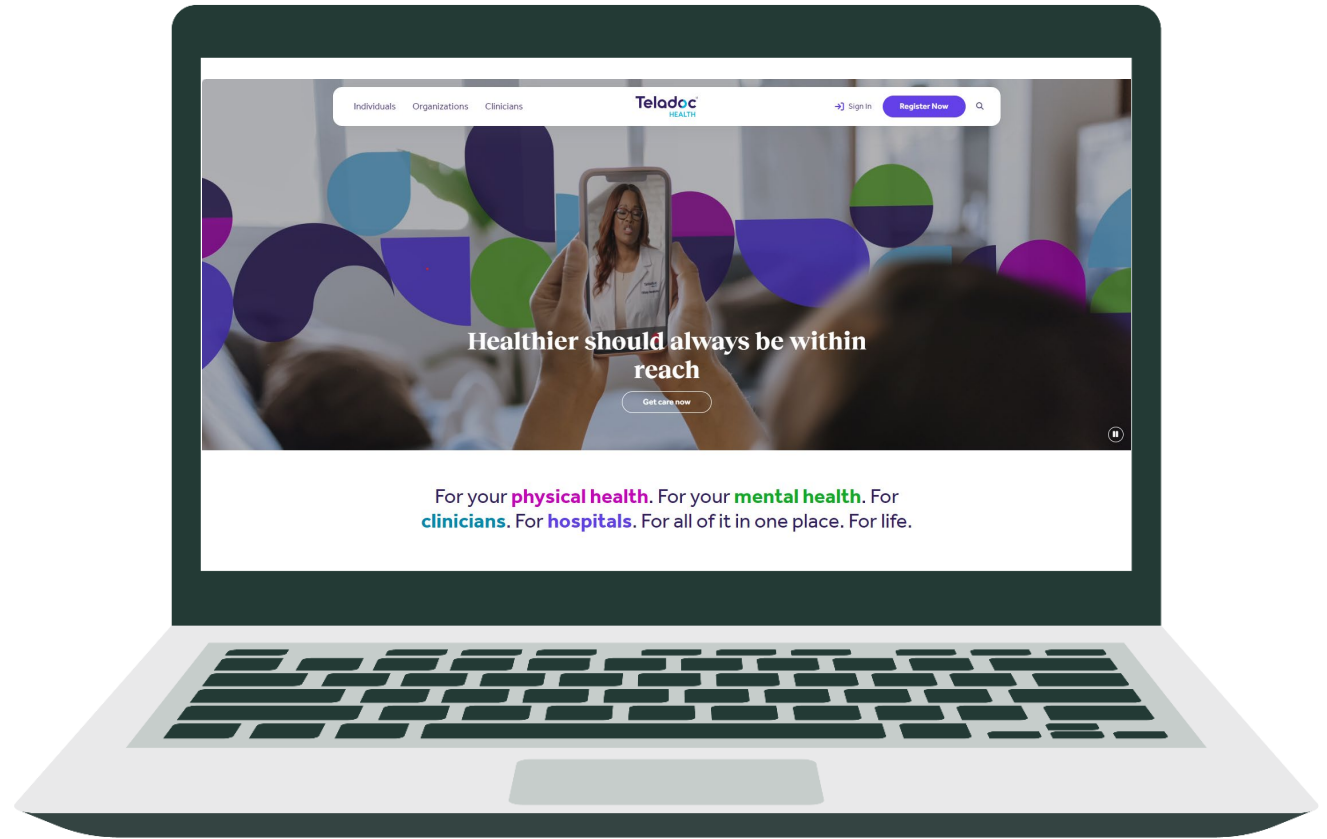 Individuals Organizations Clinicians
Teladoc
HEALTH
Sign In
Register Now
Healthier should always be within
reach
Get care now
For your physical health. For your mental health. For
clinicians. For hospitals. For all of it in one place. For life.